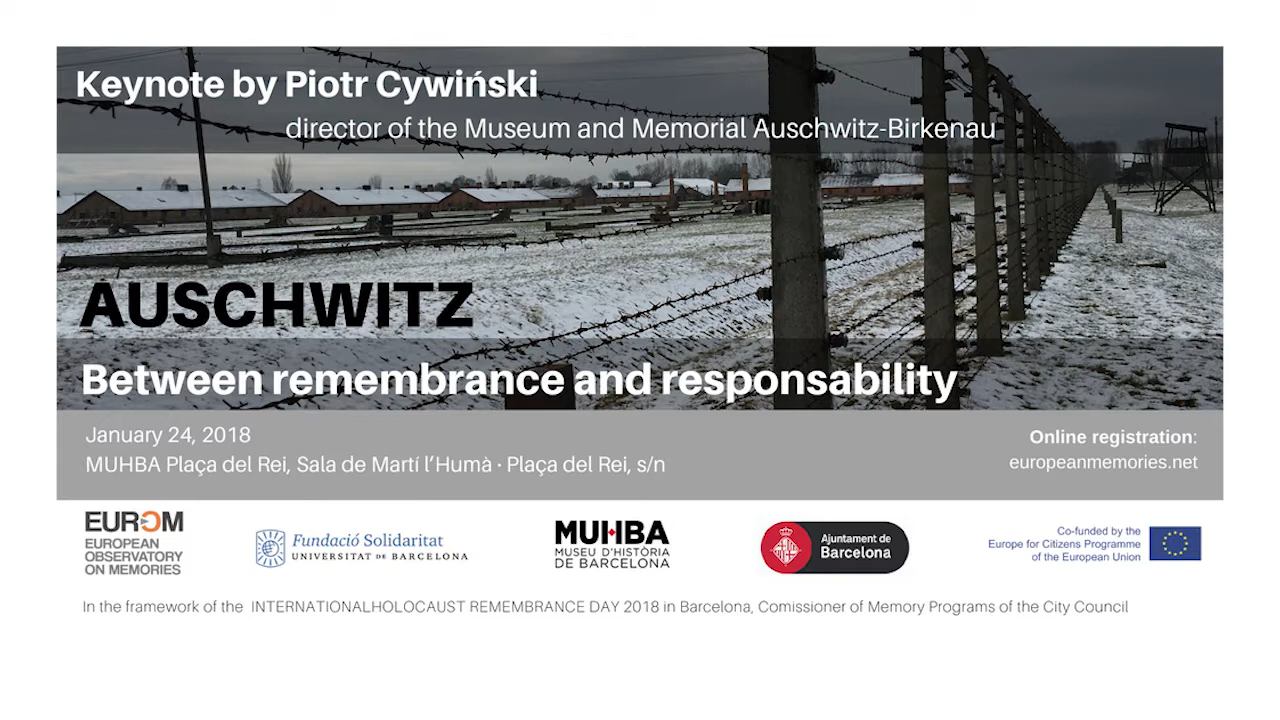 Keynote by Piotr Cywiński
director of the Museum and Memorial Auschwitz-Birkenau
AUSCHWITZ
Between remembrance and responsability
January 24, 2018
MUHBA Plaça del Rei, Sala de Martí l’Humà · Plaça del Rei, s/n
Online registration:
europeanmemories.net
EUROM
EUROPEAN
OBSERVATORY
ON MEMORIES
Fundació Solidaritat
UNIVERSITAT DE BARCELONA
MUHBA
MUSEU D'HISTÒRIA
DE BARCELONA
Ajuntament de
Barcelona
Co-funded by the
Europe for Citizens Programme
of the European Union
In the framework of the INTERNATIONALHOLOCAUST REMEMBRANCE DAY 2018 in Barcelona, Comissioner of Memory Programs of the City Council